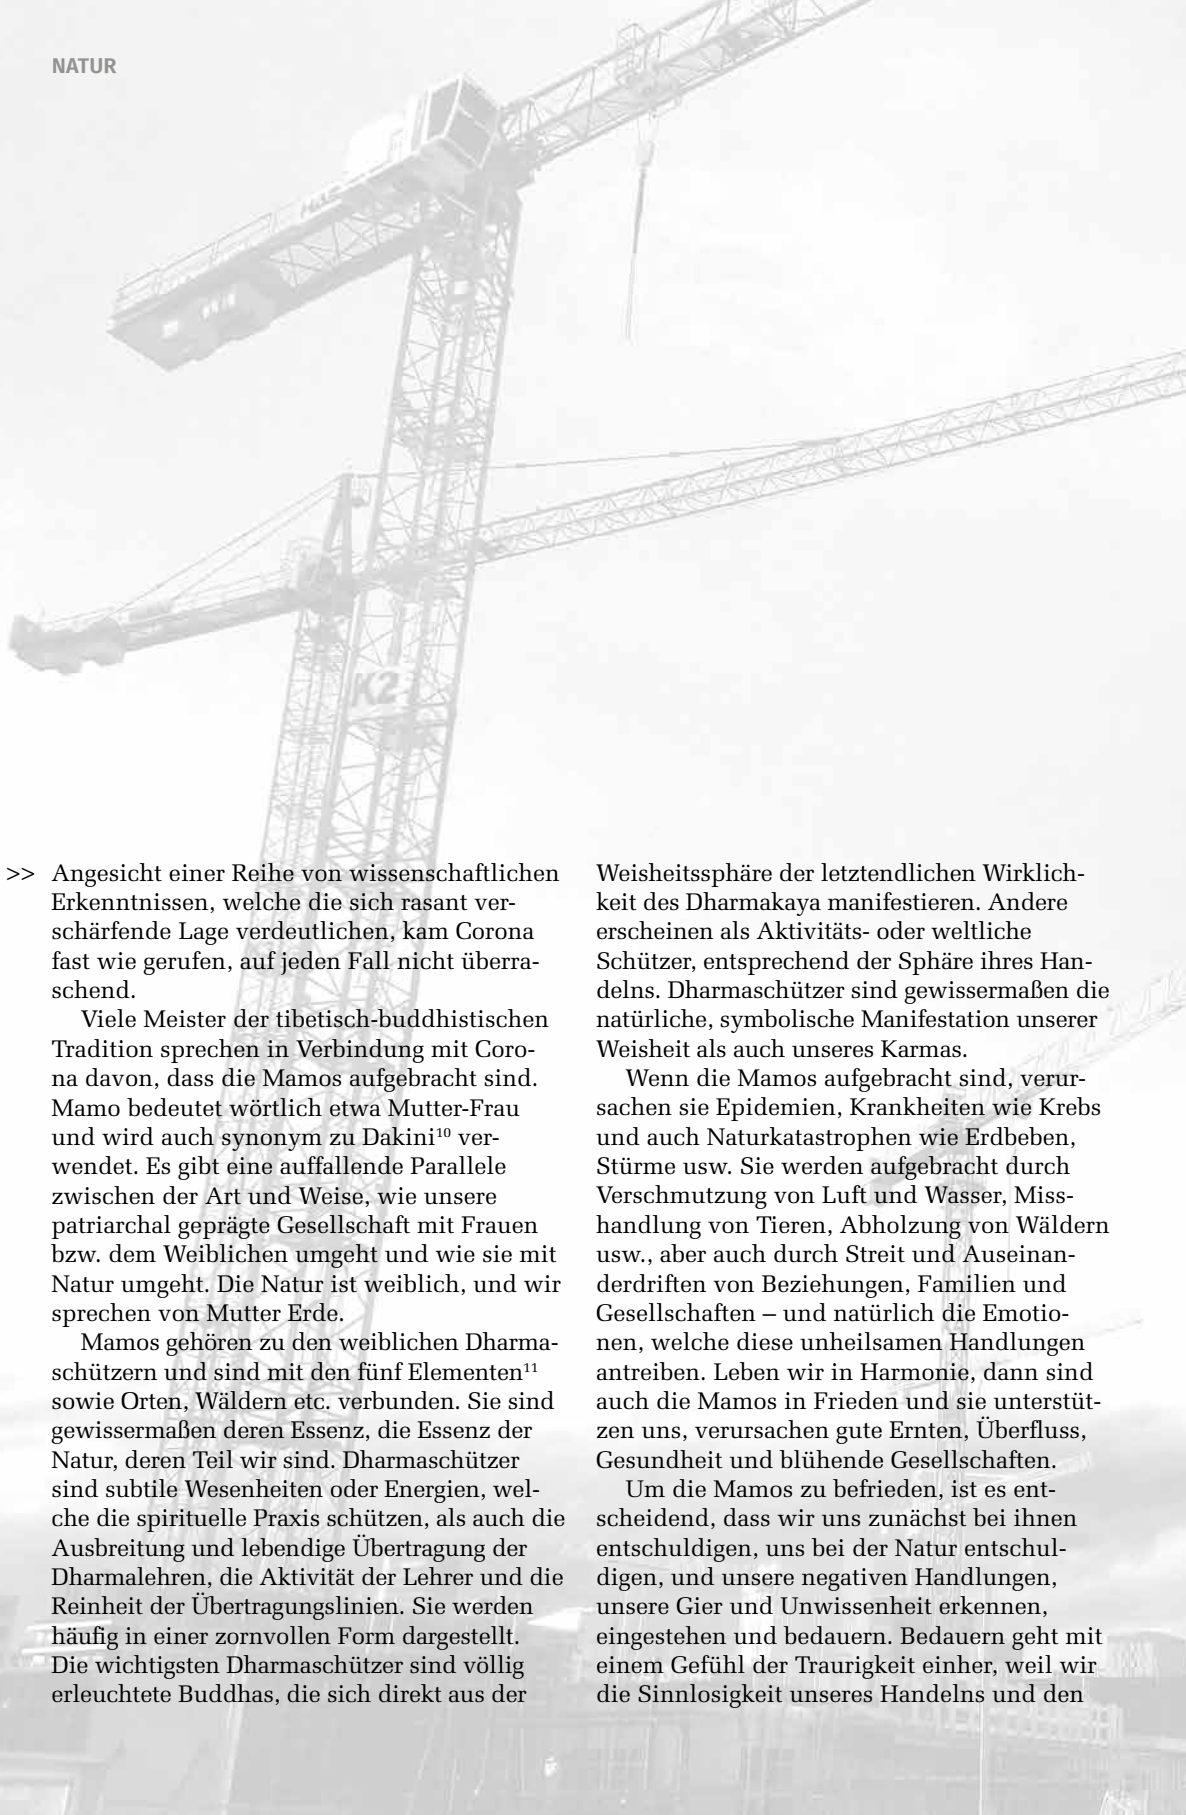 NATUR
K2
>> Angesicht einer Reihe von wissenschaftlichen
Erkenntnissen, welche die sich rasant ver-
schärfende Lage verdeutlichen, kam Corona
fast wie gerufen, auf jeden Fall nicht überra-
schend.
Viele Meister der tibetisch-buddhistischen
Tradition sprechen in Verbindung mit Coro-
na davon, dass die Mamos aufgebracht sind.
Mamo bedeutet wörtlich etwa Mutter-Frau
und wird auch synonym zu Dakini¹⁰ ver-
wendet. Es gibt eine auffallende Parallele
zwischen der Art und Weise, wie unsere
patriarchal geprägte Gesellschaft mit Frauen
bzw. dem Weiblichen umgeht und wie sie mit
Natur umgeht. Die Natur ist weiblich, und wir
sprechen von Mutter Erde.
Mamos gehören zu den weiblichen Dharma-
schützern und sind mit den fünf Elementen¹¹
sowie Orten, Wäldern etc. verbunden. Sie sind
gewissermaßen deren Essenz, die Essenz der
Natur, deren Teil wir sind. Dharmaschützer
sind subtile Wesenheiten oder Energien, wel-
che die spirituelle Praxis schützen, als auch die
Ausbreitung und lebendige Übertragung der
Dharmalehren, die Aktivität der Lehrer und die
Reinheit der Übertragungslinien. Sie werden
häufig in einer zornvollen Form dargestellt.
Die wichtigsten Dharmaschützer sind völlig
erleuchtete Buddhas, die sich direkt aus der
Weisheitssphäre der letztendlichen Wirklich-
keit des Dharmakaya manifestieren. Andere
erscheinen als Aktivitäts- oder weltliche
Schützer, entsprechend der Sphäre ihres Han-
delns. Dharmaschützer sind gewissermaßen die
natürliche, symbolische Manifestation unserer
Weisheit als auch unseres Karmas.
Wenn die Mamos aufgebracht sind, verur-
sachen sie Epidemien, Krankheiten wie Krebs
und auch Naturkatastrophen wie Erdbeben,
Stürme usw. Sie werden aufgebracht durch
Verschmutzung von Luft und Wasser, Miss-
handlung von Tieren, Abholzung von Wäldern
usw., aber auch durch Streit und Auseinan-
derdriften von Beziehungen, Familien und
Gesellschaften – und natürlich die Emotio-
nen, welche diese unheilsamen Handlungen
antreiben. Leben wir in Harmonie, dann sind
auch die Mamos in Frieden und sie unterstüt-
zen uns, verursachen gute Ernten, Überfluss,
Gesundheit und blühende Gesellschaften.
Um die Mamos zu befrieden, ist es ent-
scheidend, dass wir uns zunächst bei ihnen
entschuldigen, uns bei der Natur entschul-
digen, und unsere negativen Handlungen,
unsere Gier und Unwissenheit erkennen,
eingestehen und bedauern. Bedauern geht mit
einem Gefühl der Traurigkeit einher, weil wir
die Sinnlosigkeit unseres Handelns und den